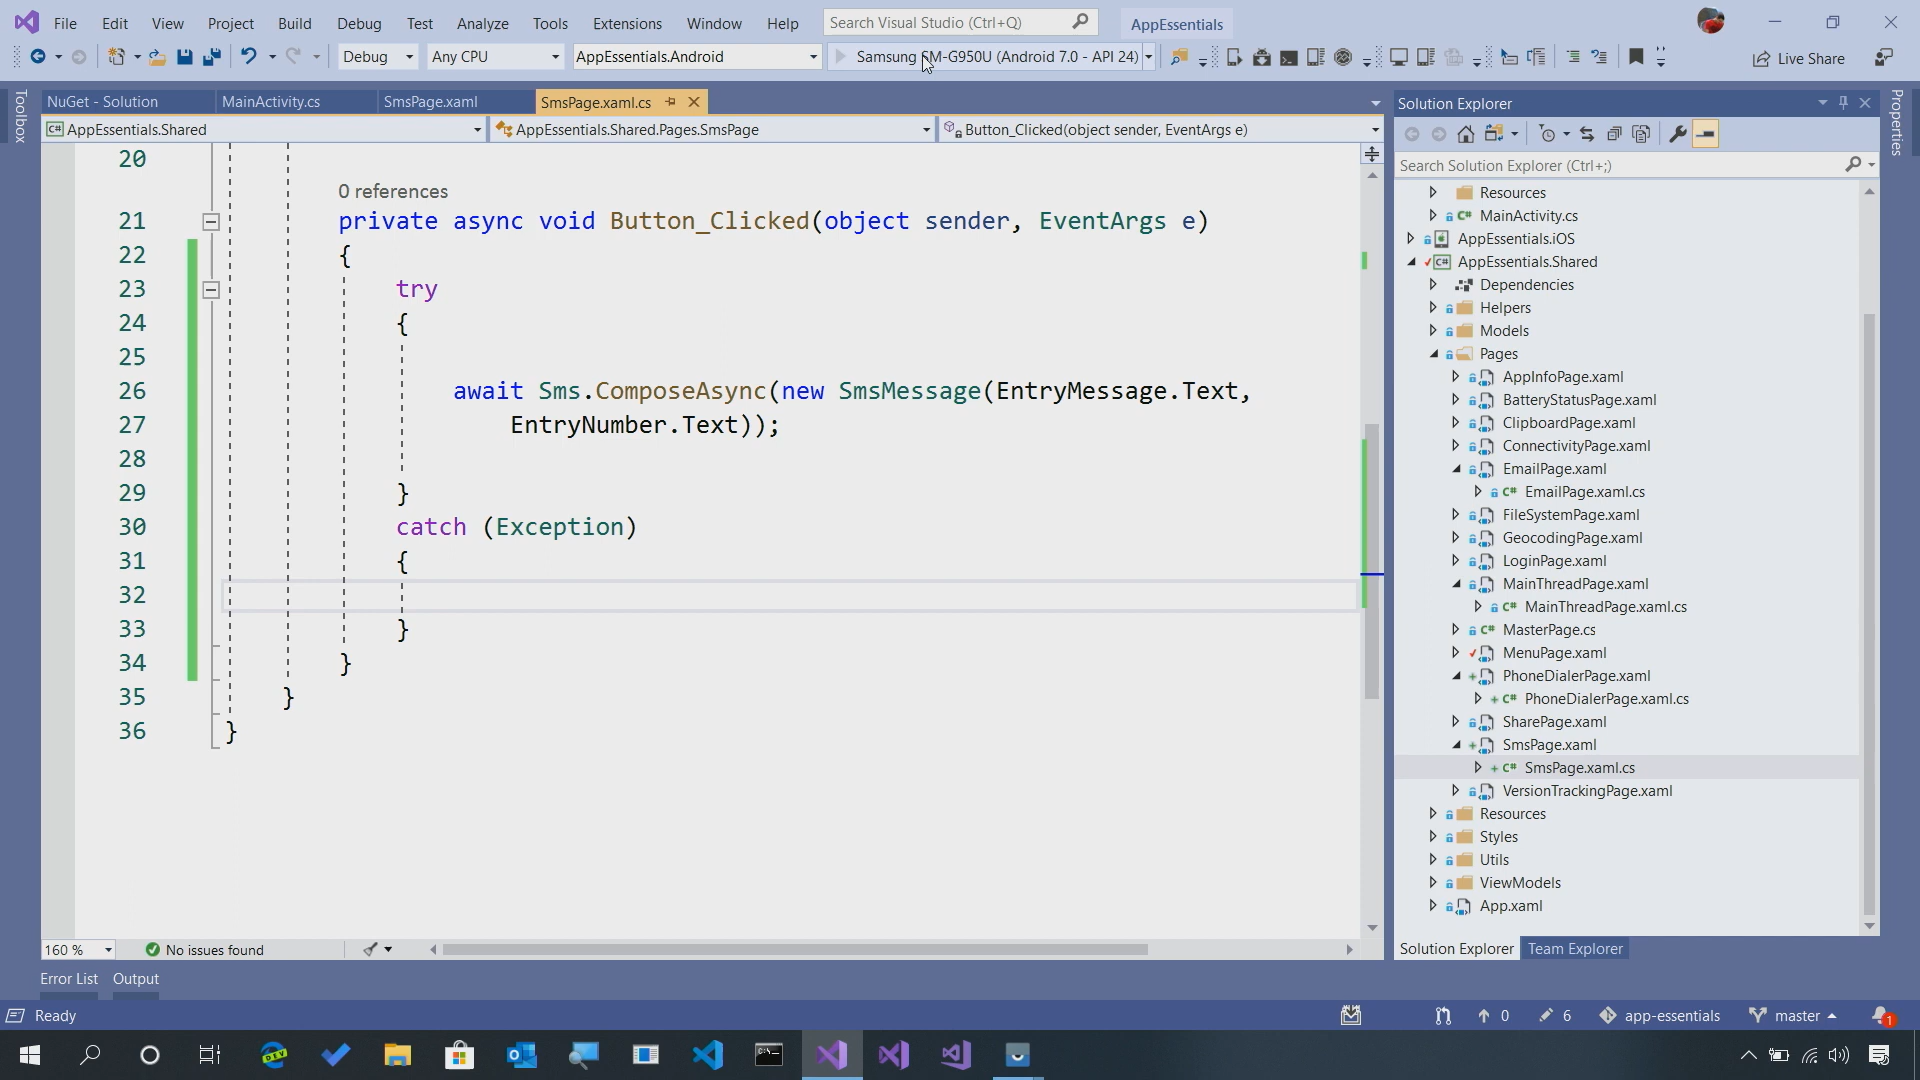 File Edit View Project Build Debug Test Analyze Tools Extensions Window Help Search Visual Studio (Ctrl+Q) AppEssentials
Debug Any CPU AppEssentials.Android Samsung SM-G950U (Android 7.0 - API 24) Live Share
Toolbox
NuGet - Solution MainActivity.cs SmsPage.xaml SmsPage.xaml.cs
AppEssentials.Shared AppEssentials.Shared.Pages.SmsPage Button_Clicked(object sender, EventArgs e)
20
0 references
21 private async void Button_Clicked(object sender, EventArgs e)
22 {
23 try
24 {
25
26 await Sms.ComposeAsync(new SmsMessage(EntryMessage.Text,
27 EntryNumber.Text));
28
29 }
30 catch (Exception)
31 {
32
33 }
34 }
35 }
36 }
160 % No issues found
Error List Output
Solution Explorer
Search Solution Explorer (Ctrl+;)
Resources
C# MainActivity.cs
AppEssentials.iOS
C# AppEssentials.Shared
Dependencies
Helpers
Models
Pages
AppInfoPage.xaml
BatteryStatusPage.xaml
ClipboardPage.xaml
ConnectivityPage.xaml
EmailPage.xaml
C# EmailPage.xaml.cs
FileSystemPage.xaml
GeocodingPage.xaml
LoginPage.xaml
MainThreadPage.xaml
C# MainThreadPage.xaml.cs
C# MasterPage.cs
MenuPage.xaml
PhoneDialerPage.xaml
C# PhoneDialerPage.xaml.cs
SharePage.xaml
SmsPage.xaml
C# SmsPage.xaml.cs
VersionTrackingPage.xaml
Resources
Styles
Utils
ViewModels
App.xaml
Solution Explorer Team Explorer
Properties
Ready 0 6 app-essentials master 1
DEV